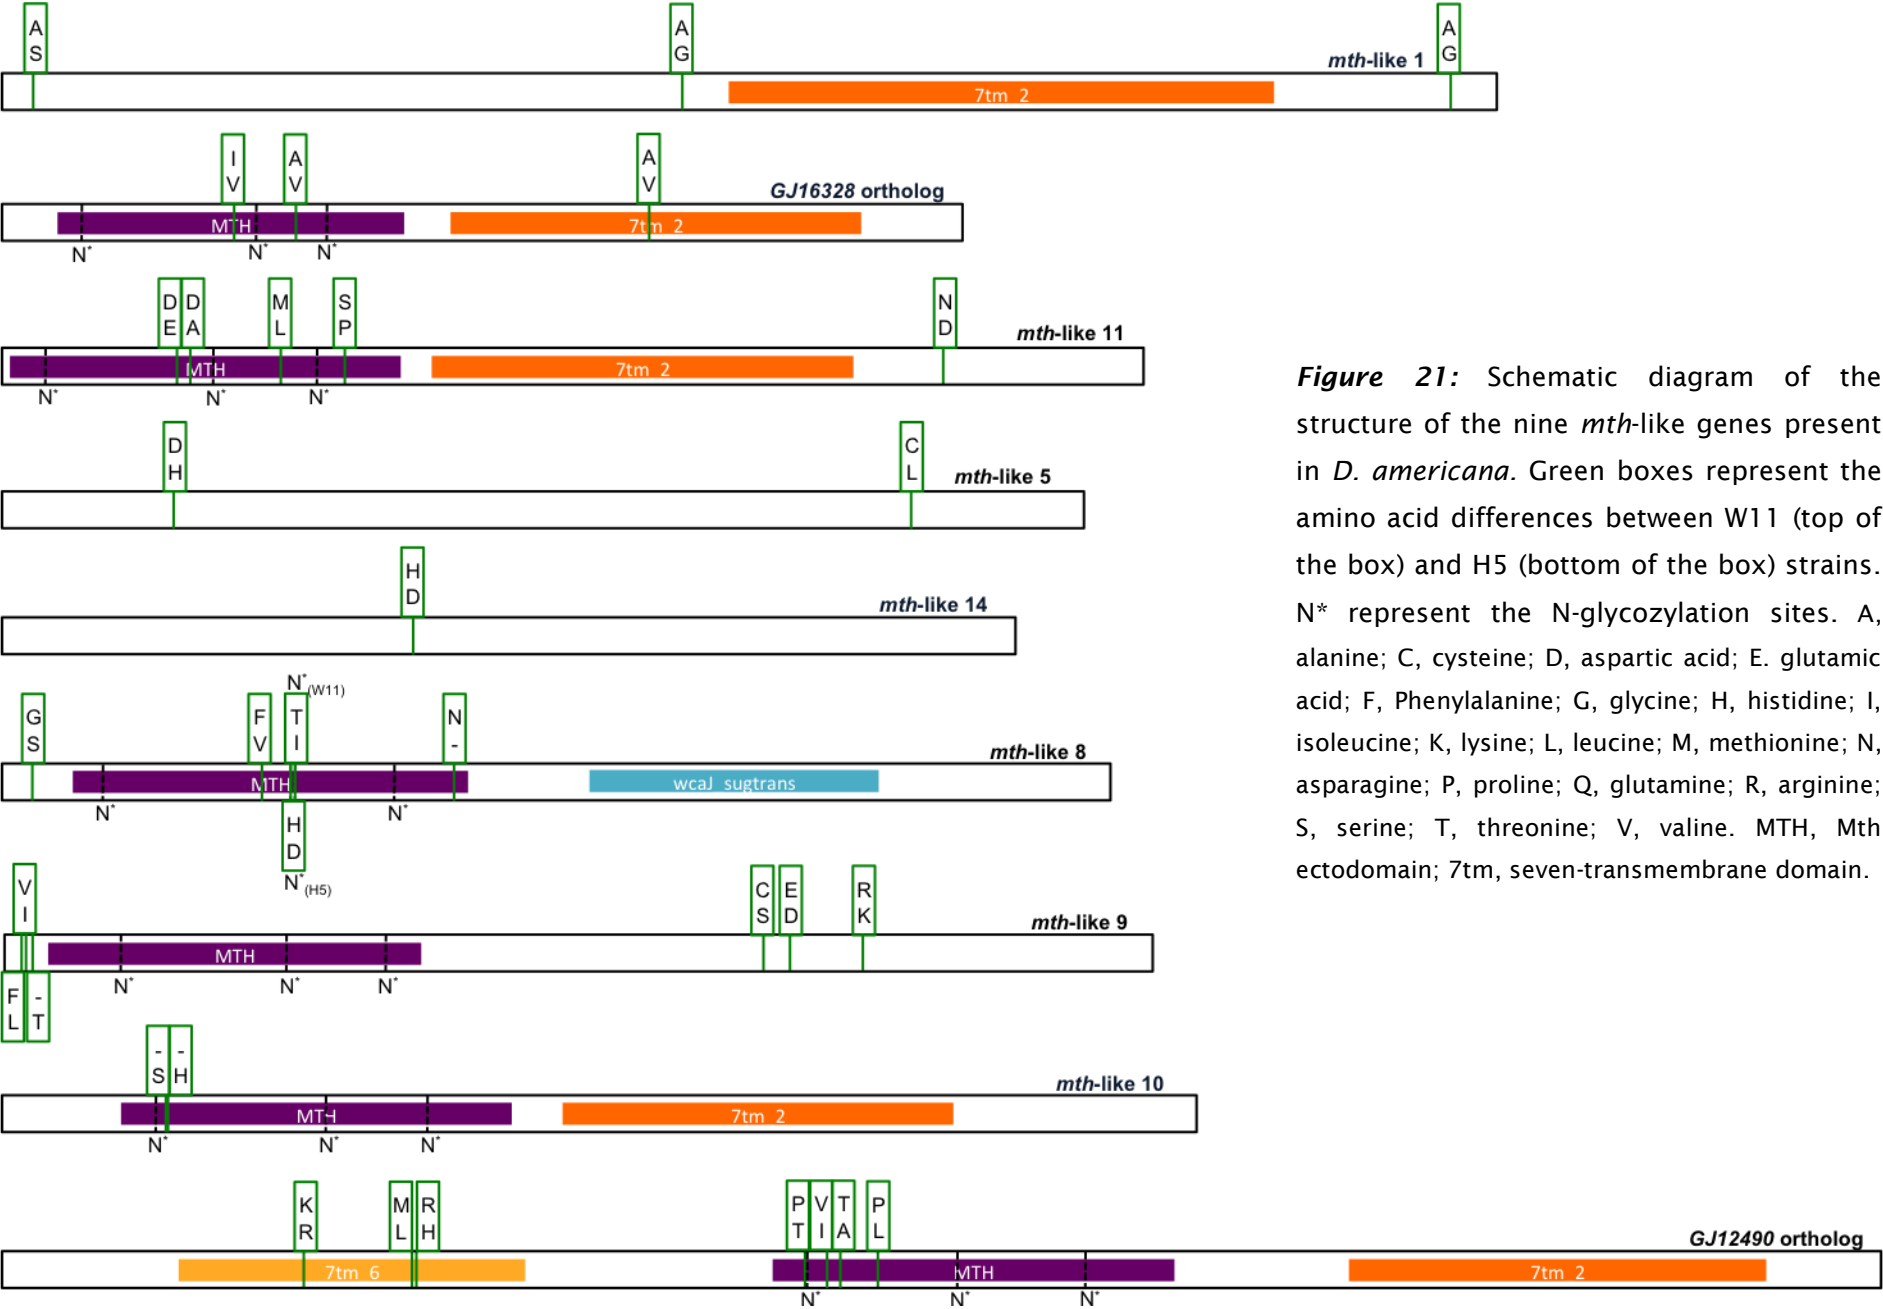 A A A
S G G
mth-like 1
7tm_2
I A A
V V V
GJ16328 ortholog
MTH 7tm_2
N* N* N*
D D M S N
E A L P D
mth-like 11
MTH 7tm_2
N* N* N*
D C
H L
mth-like 5
H
D
mth-like 14
N*(W11)
G F T N
S V I -
mth-like 8
MTH wcaJ_sugtrans
N* N*
H
D
N*(H5)
V C E R
I S D K
mth-like 9
MTH
N* N* N*
F -
L T
- -
S H
mth-like 10
MTH 7tm_2
N* N* N*
K M R P V T P
R L H T I A L
GJ12490 ortholog
7tm_6 MTH 7tm_2
N* N* N*
Figure 21: Schematic diagram of the
structure of the nine mth-like genes present
in D. americana. Green boxes represent the
amino acid differences between W11 (top of
the box) and H5 (bottom of the box) strains.
N* represent the N-glycozylation sites. A,
alanine; C, cysteine; D, aspartic acid; E. glutamic
acid; F, Phenylalanine; G, glycine; H, histidine; I,
isoleucine; K, lysine; L, leucine; M, methionine; N,
asparagine; P, proline; Q, glutamine; R, arginine;
S, serine; T, threonine; V, valine. MTH, Mth
ectodomain; 7tm, seven-transmembrane domain.